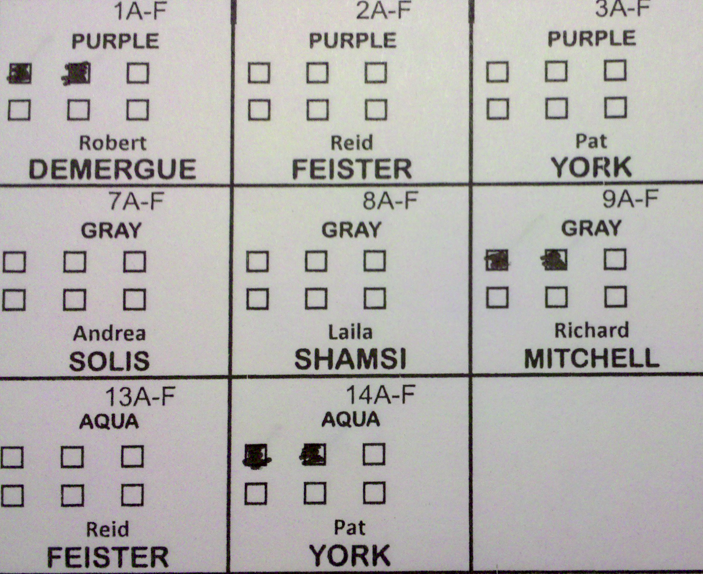 1A-F
PURPLE
Robert
DEMERGUE
2A-F
PURPLE
Reid
FEISTER
3A-F
PURPLE
Pat
YORK
7A-F
GRAY
Andrea
SOLIS
8A-F
GRAY
Laila
SHAMSI
9A-F
GRAY
Richard
MITCHELL
13A-F
AQUA
Reid
FEISTER
14A-F
AQUA
Pat
YORK